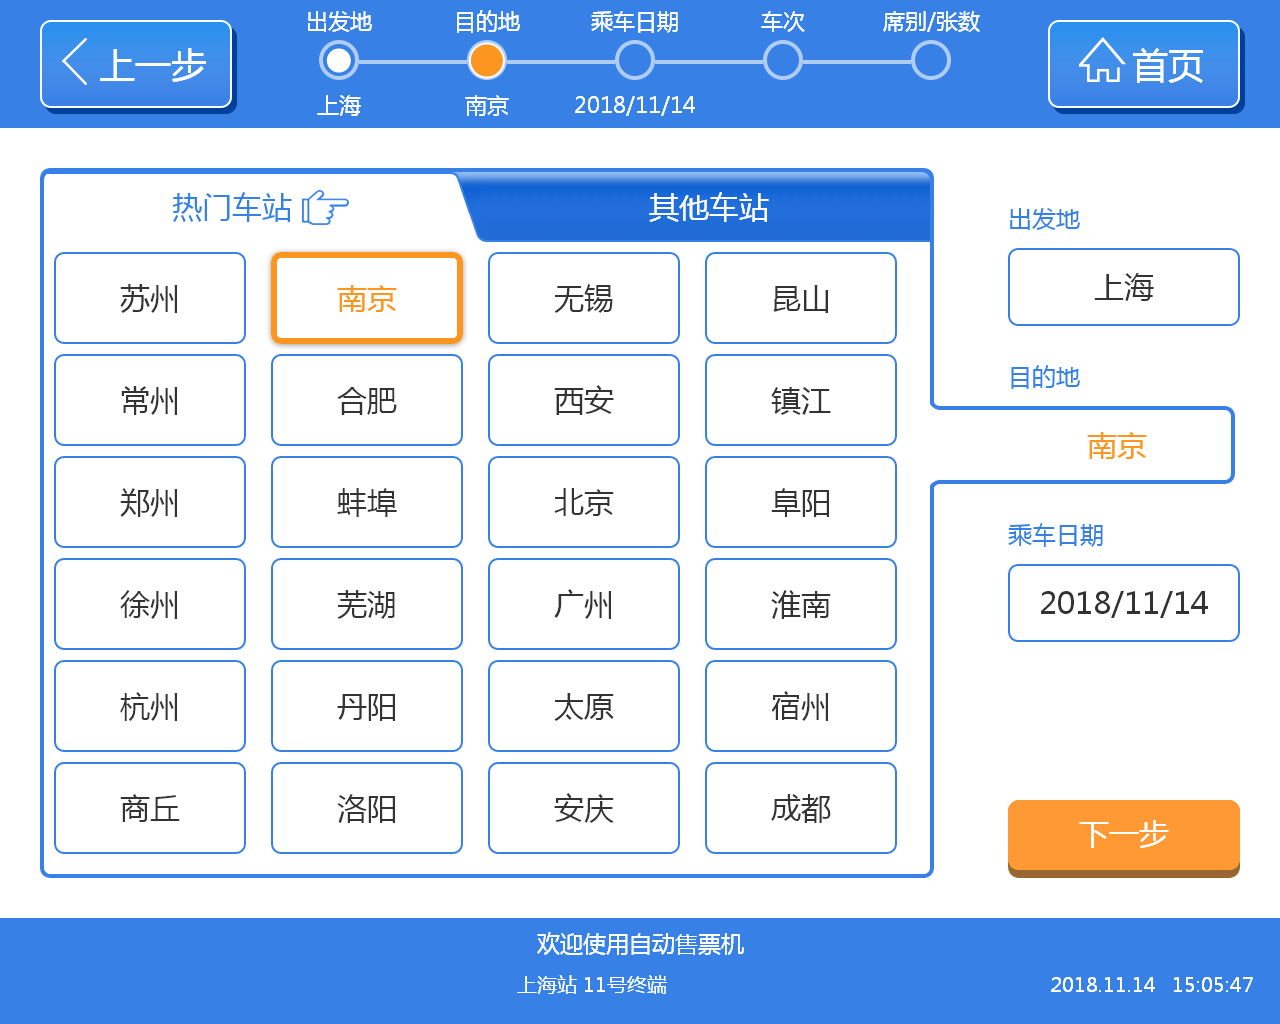 上一步
出发地 目的地 乘车日期 车次 席别/张数
上海 南京 2018/11/14
首页
热门车站 其他车站
苏州 南京 无锡 昆山
常州 合肥 西安 镇江
郑州 蚌埠 北京 阜阳
徐州 芜湖 广州 淮南
杭州 丹阳 太原 宿州
商丘 洛阳 安庆 成都
出发地
上海
目的地
南京
乘车日期
2018/11/14
下一步
欢迎使用自动售票机
上海站 11号终端
2018.11.14 15:05:47